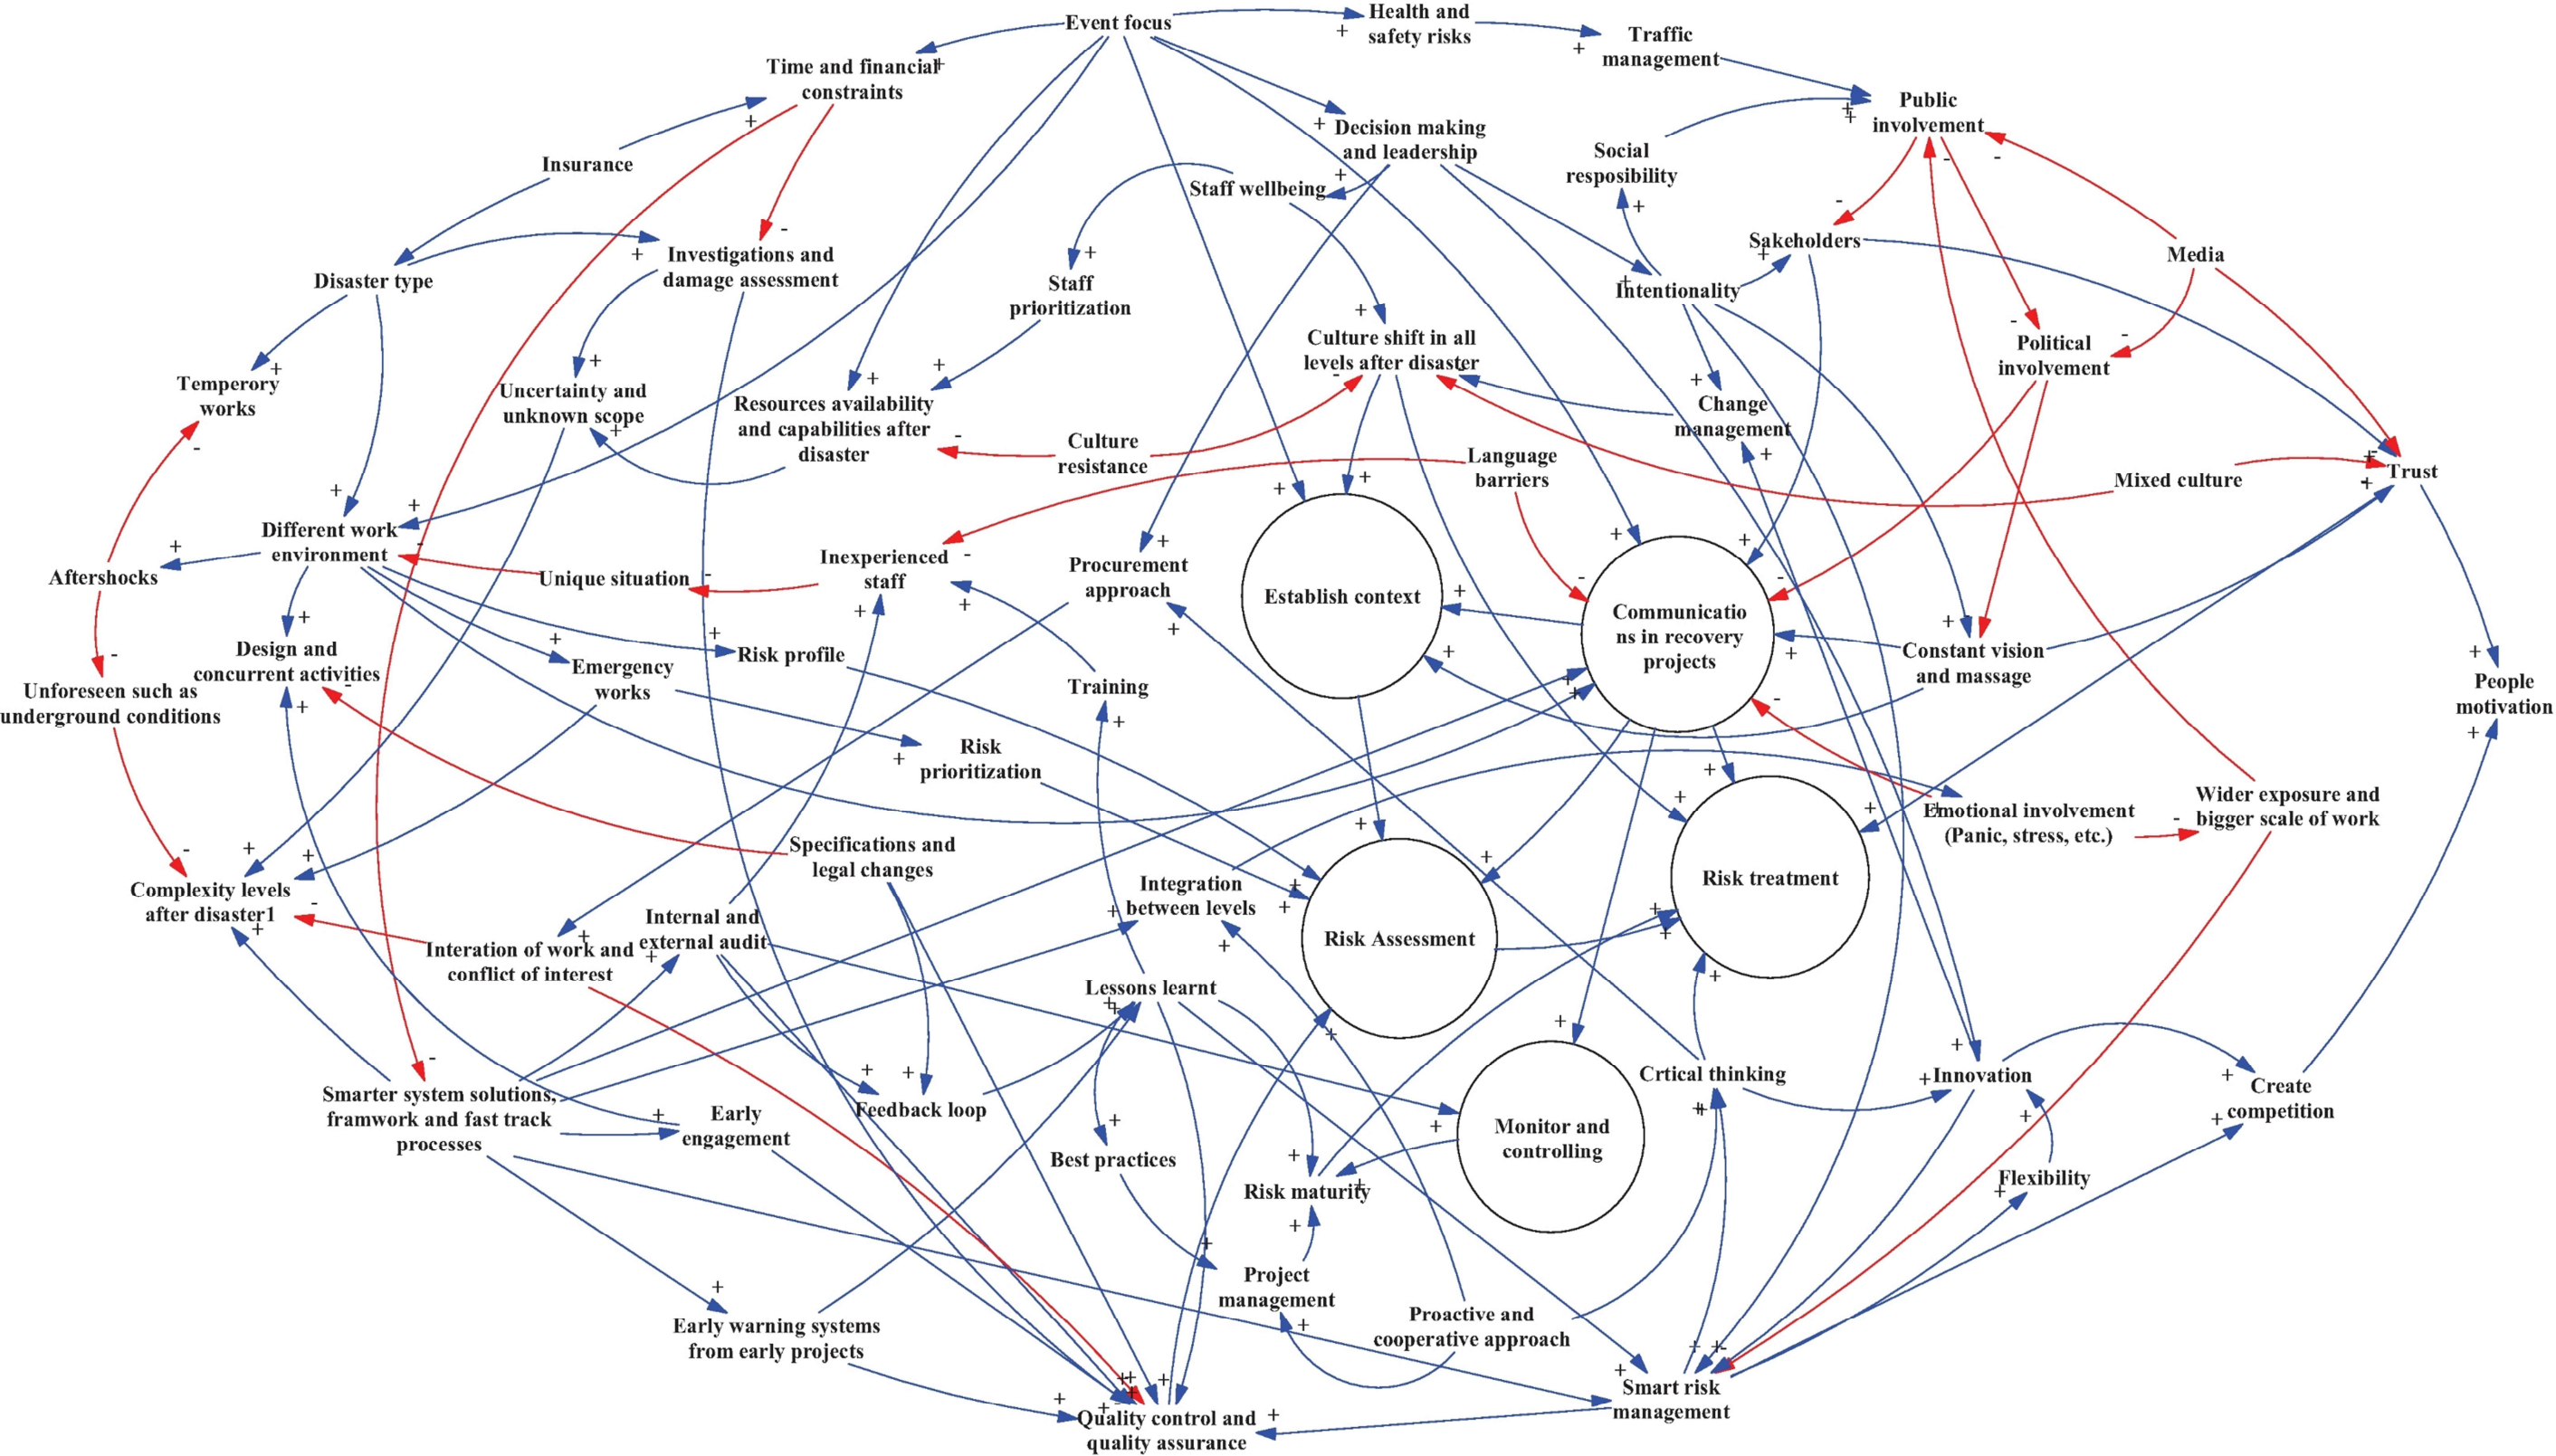 Event focus
Health and
safety risks
Traffic
management
Time and financial
constraints
Public
involvement
Decision making
and leadership
Insurance
Social
resposibility
Staff wellbeing
Sakeholders
Media
Investigations and
damage assessment
Disaster type
Staff
prioritization
Intentionality
Culture shift in all
levels after disaster
Political
involvement
Temperory
works
Uncertainty and
unknown scope
Resources availability
and capabilities after
disaster
Change
management
Culture
resistance
Language
barriers
Mixed culture
Trust
Different work
environment
Aftershocks
Unique situation
Inexperienced
staff
Procurement
approach
Establish context
Communicatio
ns in recovery
projects
Constant vision
and massage
Design and
concurrent activities
Risk profile
Emergency
works
Training
Unforeseen such as
underground conditions
People
motivation
Risk
prioritization
Emotional involvement
(Panic, stress, etc.)
Wider exposure and
bigger scale of work
Specifications and
legal changes
Complexity levels
after disaster1
Integration
between levels
Risk treatment
Internal and
external audit
Interation of work and
conflict of interest
Risk Assessment
Lessons learnt
Smarter system solutions,
framwork and fast track
processes
Early
engagement
Feedback loop
Crtical thinking
Innovation
Create
competition
Best practices
Monitor and
controlling
Risk maturity
Flexibility
Project
management
Early warning systems
from early projects
Proactive and
cooperative approach
Smart risk
management
Quality control and
quality assurance